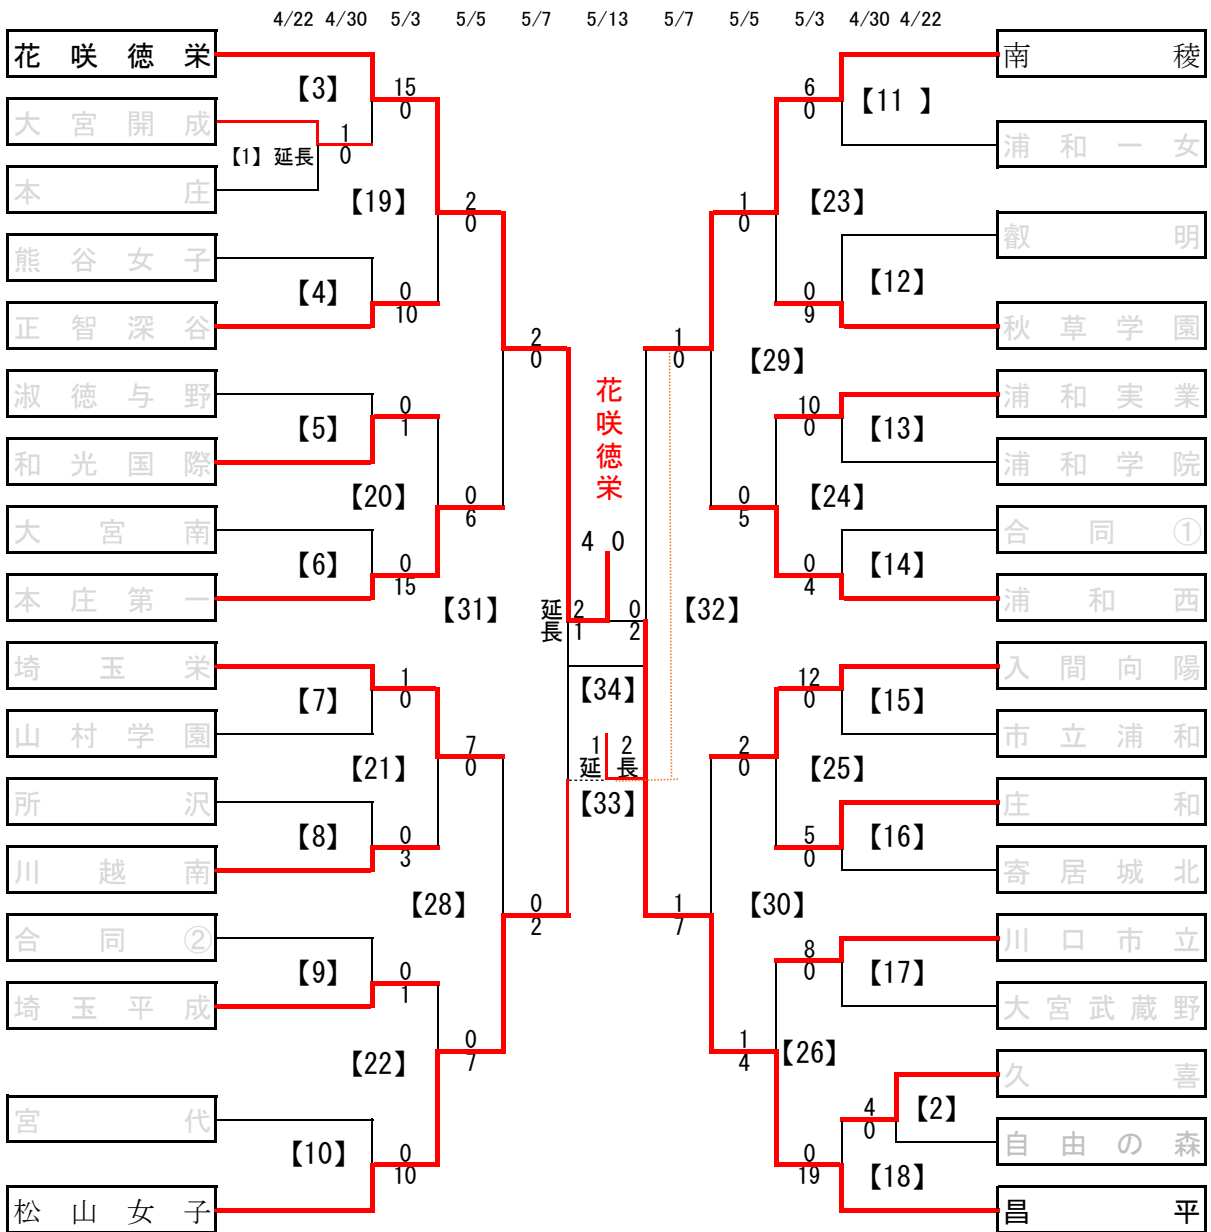 4/22 4/30 5/3 5/5 5/7 5/13 5/7 5/5 5/3 4/30 4/22
花咲徳栄
南稜
【3】
15
0
6
0
【11 】
大宮開成
1
0
浦和一女
【1】延長
本庄
【19】
2
0
1
0
【23】
叡明
熊谷女子
【4】
0
10
0
9
【12】
正智深谷
秋草学園
2
0
1
0
【29】
花咲徳栄
淑徳与野
浦和実業
【5】
0
1
10
0
【13】
和光国際
浦和学院
【20】
0
6
0
5
【24】
大宮南
合同①
4 0
【6】
0
15
0
4
【14】
本庄第一
浦和西
【31】
延長
2
1
0
2
【32】
埼玉栄
入間向陽
【7】
1
0
【34】
12
0
【15】
山村学園
市立浦和
【21】
7
0
1 2
延長
2
0
【25】
所沢
庄和
【33】
【8】
0
3
5
0
【16】
川越南
寄居城北
【28】
0
2
1
7
【30】
合同②
川口市立
【9】
0
1
8
0
【17】
埼玉平成
大宮武蔵野
【22】
0
7
1
4
【26】
久喜
宮代
4
0
【2】
自由の森
【10】
0
10
0
19
【18】
松山女子
昌平